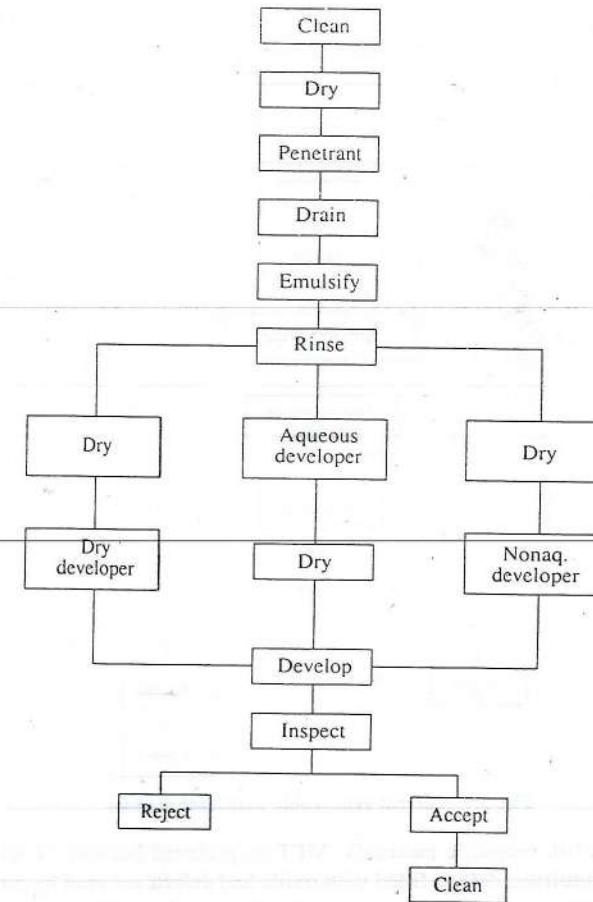 Clean
Dry
Penetrant
Drain
Emulsify
Rinse
Dry
Aqueous
developer
Dry
Dry
developer
Dry
Nonaq.
developer
Develop
Inspect
Reject
Accept
Clean